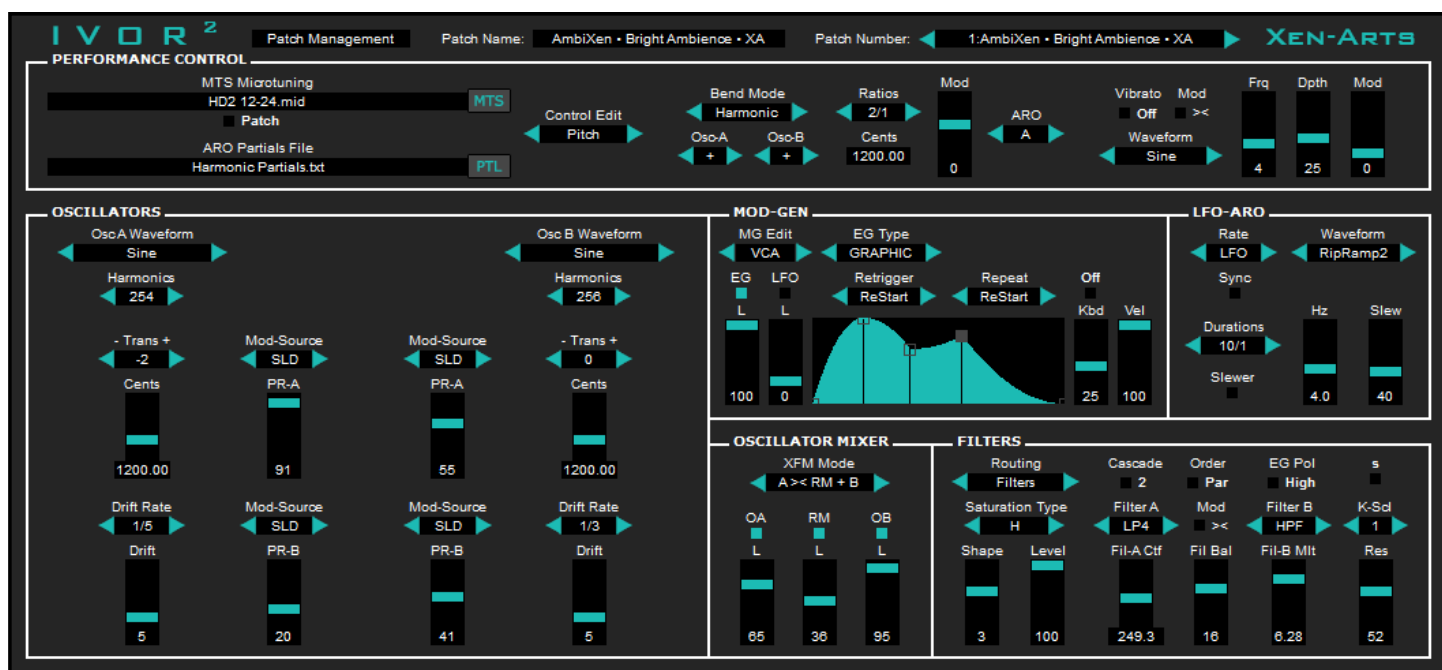 IVOR 2 Patch Management Patch Name: AmbiXen • Bright Ambience • XA Patch Number: 1:AmbiXen • Bright Ambience • XA XEN-ARTS
PERFORMANCE CONTROL
MTS Microtuning
HD2 12-24.mid MTS
Patch
ARO Partials File
Harmonic Partials.txt PTL
Control Edit
Pitch
Bend Mode
Harmonic
Osc-A Osc-B
+ +
Ratios
2/1
Cents
1200.00
Mod
0
ARO
A
Vibrato Mod
Off ><
Waveform
Sine
Frq Dpth Mod
4 25 0
OSCILLATORS
Osc A Waveform Osc B Waveform
Sine Sine
Harmonics Harmonics
254 256
- Trans + Mod-Source Mod-Source - Trans +
-2 SLD SLD 0
Cents PR-A PR-A Cents
1200.00 91 55 1200.00
Drift Rate Mod-Source Mod-Source Drift Rate
1/5 SLD SLD 1/3
Drift PR-B PR-B Drift
5 20 41 5
MOD-GEN
MG Edit EG Type
VCA GRAPHIC
EG LFO Retrigger Repeat Off
ReStart ReStart
L L Kbd Vel
100 0 25 100
LFO-ARO
Rate Waveform
LFO RipRamp2
Sync
Hz Slew
Durations
10/1
Slewer
4.0 40
OSCILLATOR MIXER
XFM Mode
A >< RM + B
OA RM OB
L L L
65 36 95
FILTERS
Routing Cascade Order EG Pol s
Filters 2 Par High
Saturation Type Filter A Mod Filter B K-Scl
H LP4 >< HPF 1
Shape Level Fil-A Ctf Fil Bal Fil-B Mlt Res
3 100 249.3 16 6.28 52